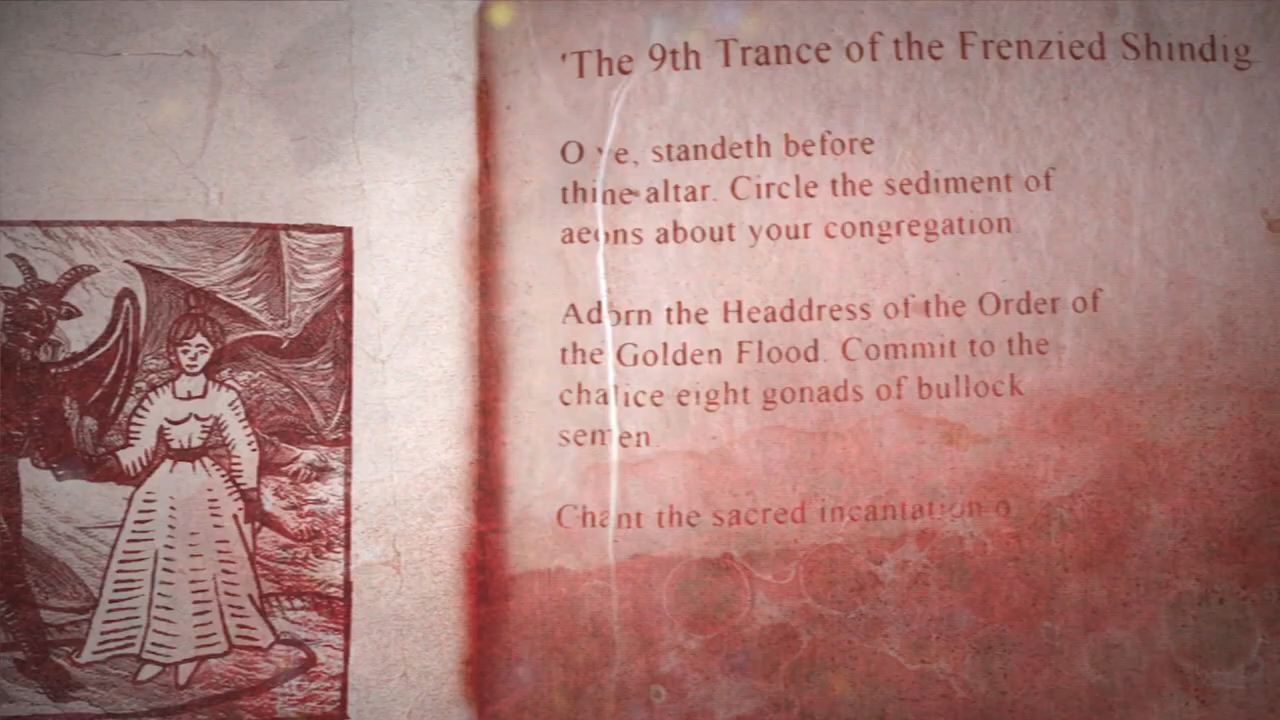 'The 9th Trance of the Frenzied Shindig
O ye, standeth before
thine altar. Circle the sediment of
aeons about your congregation
Adorn the Headdress of the Order of
the Golden Flood. Commit to the
chalice eight gonads of bullock
semen.
Chant the sacred incantation o